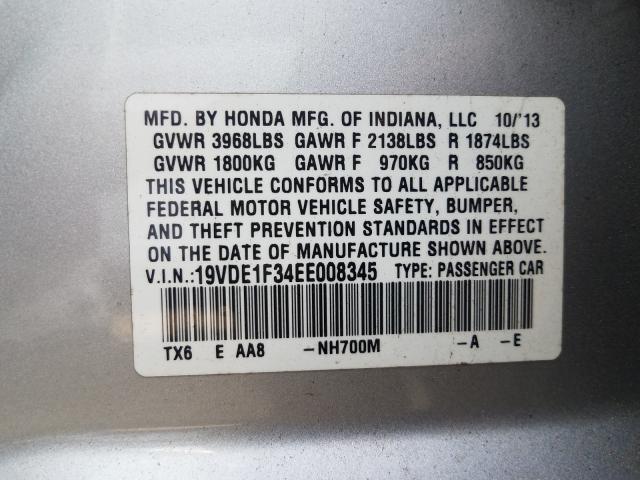 MFD. BY HONDA MFG. OF INDIANA, LLC 10/'13
GVWR 3968LBS GAWR F 2138LBS R 1874LBS
GVWR 1800KG GAWR F 970KG R 850KG
THIS VEHICLE CONFORMS TO ALL APPLICABLE
FEDERAL MOTOR VEHICLE SAFETY, BUMPER,
AND THEFT PREVENTION STANDARDS IN EFFECT
ON THE DATE OF MANUFACTURE SHOWN ABOVE.
V.I.N.:19VDE1F34EE008345 TYPE: PASSENGER CAR
TX6 E AA8 -NH700M -A -E